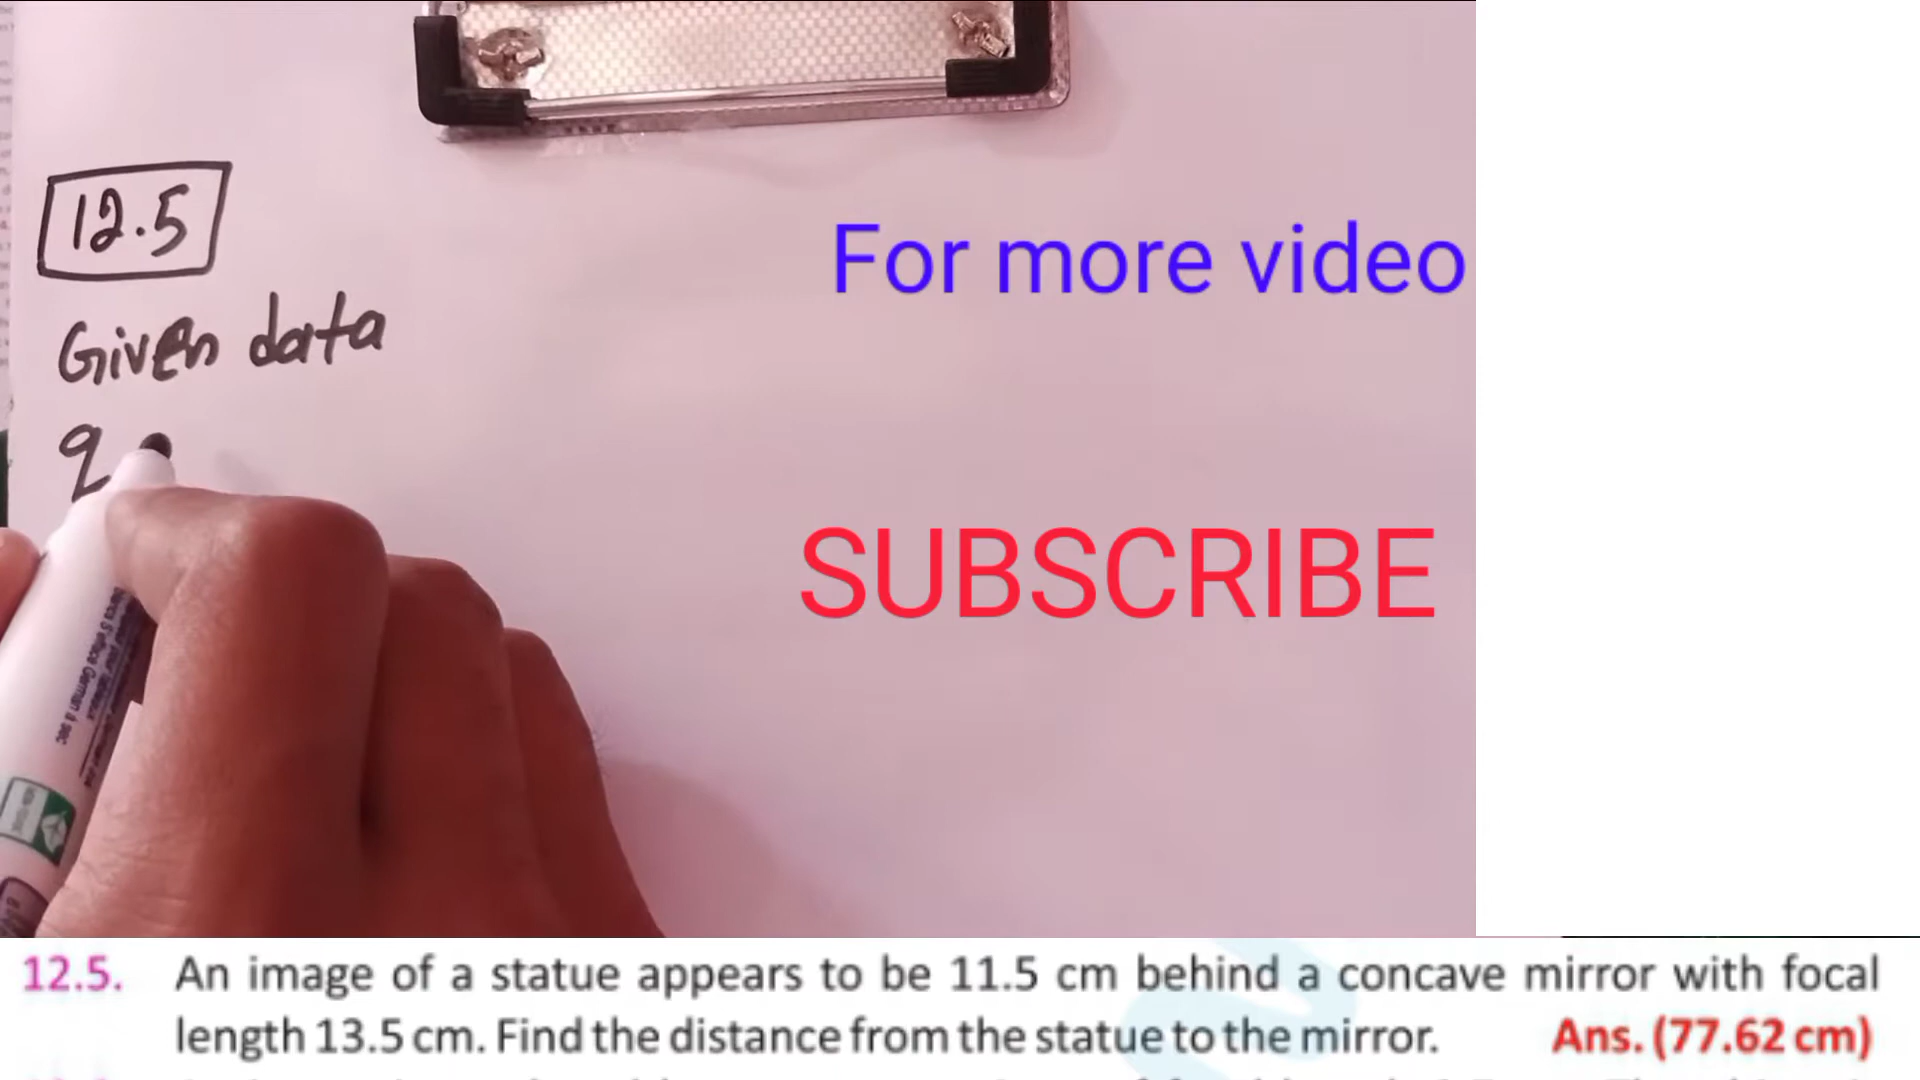 12.5
Given data
q
For more video
SUBSCRIBE
12.5. An image of a statue appears to be 11.5 cm behind a concave mirror with focal
length 13.5 cm. Find the distance from the statue to the mirror. Ans. (77.62 cm)